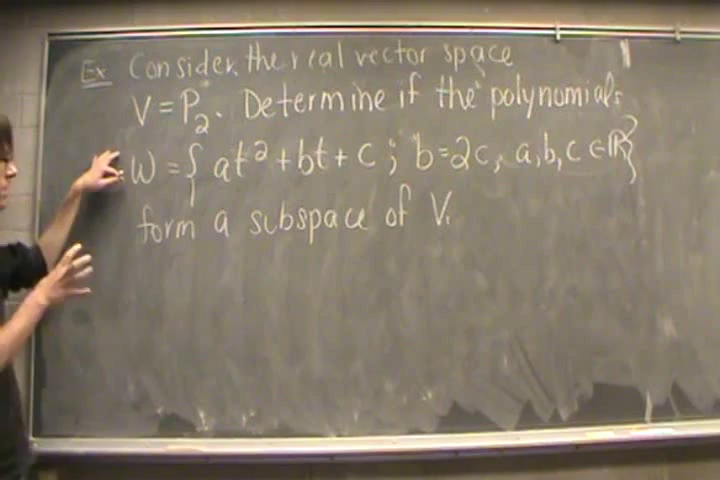 Ex Consider the real vector space
V = P₂. Determine if the polynomials
W = { at² + bt + c ; b = 2c, a, b, c ∈ ℝ}
form a subspace of V.